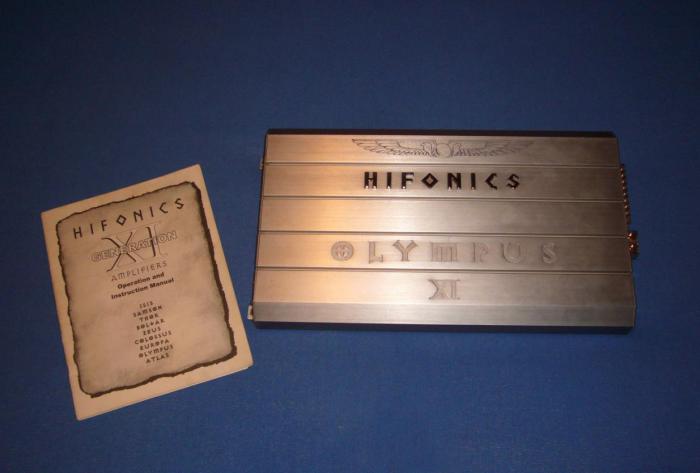 HIFONICS
XI
GENERATION
AMPLIFIERS
Operation and
Instruction Manual
ISIS
SAMSON
THOR
BOLTAR
ZEUS
COLOSSUS
EUROPA
OLYMPUS
ATLAS
HIFONICS
OLYMPUS
XI